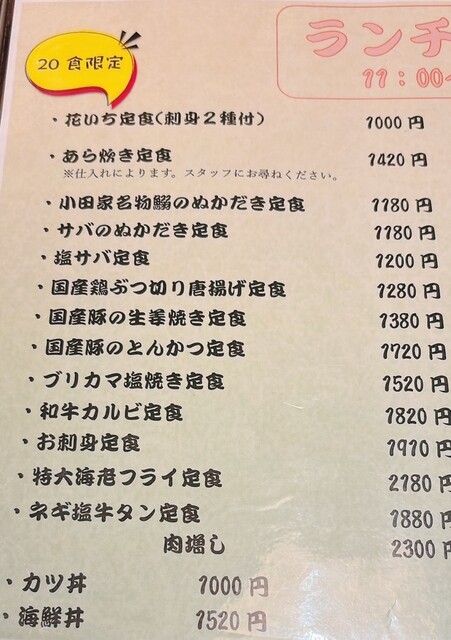 ランチ
11：00
20食限定
・花いち定食(刺身2種付) 1000円
・あら炊き定食 1420円
※仕入れによります。スタッフにお尋ねください。
・小田家名物鰯のぬかだき定食 1180円
・サバのぬかだき定食 1180円
・塩サバ定食 1200円
・国産鶏ぶつ切り唐揚げ定食 1280円
・国産豚の生姜焼き定食 1380円
・国産豚のとんかつ定食 1720円
・ブリカマ塩焼き定食 1520円
・和牛カルビ定食 1820円
・お刺身定食 1910円
・特大海老フライ定食 2180円
・ネギ塩牛タン定食 1880円
肉増し 2300円
・カツ丼 1000円
・海鮮丼 1520円